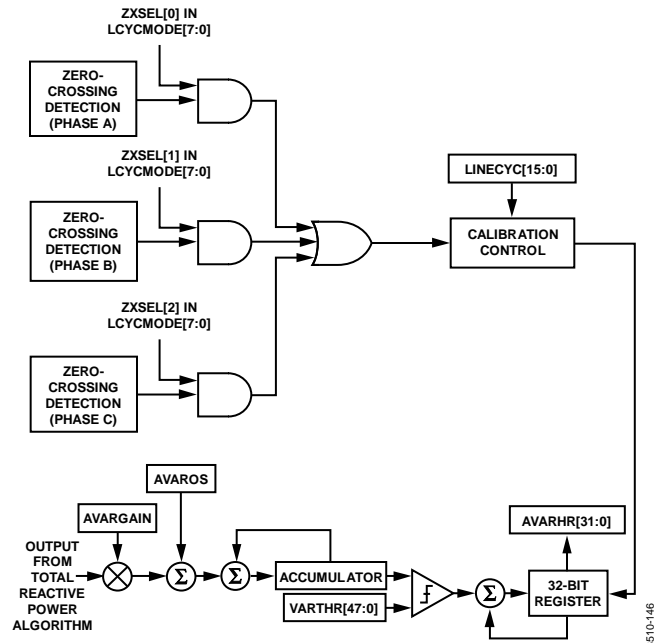 ZXSEL[0] IN
LCYCMODE[7:0]
ZERO-
CROSSING
DETECTION
(PHASE A)
ZXSEL[1] IN
LCYCMODE[7:0]
ZERO-
CROSSING
DETECTION
(PHASE B)
LINECYC[15:0]
CALIBRATION
CONTROL
ZXSEL[2] IN
LCYCMODE[7:0]
ZERO-
CROSSING
DETECTION
(PHASE C)
AVAROS
AVARGAIN
AVARHR[31:0]
OUTPUT
FROM
TOTAL
REACTIVE
POWER
ALGORITHM
Σ
Σ
ACCUMULATOR
VARTHR[47:0]
Σ
32-BIT
REGISTER
510-146